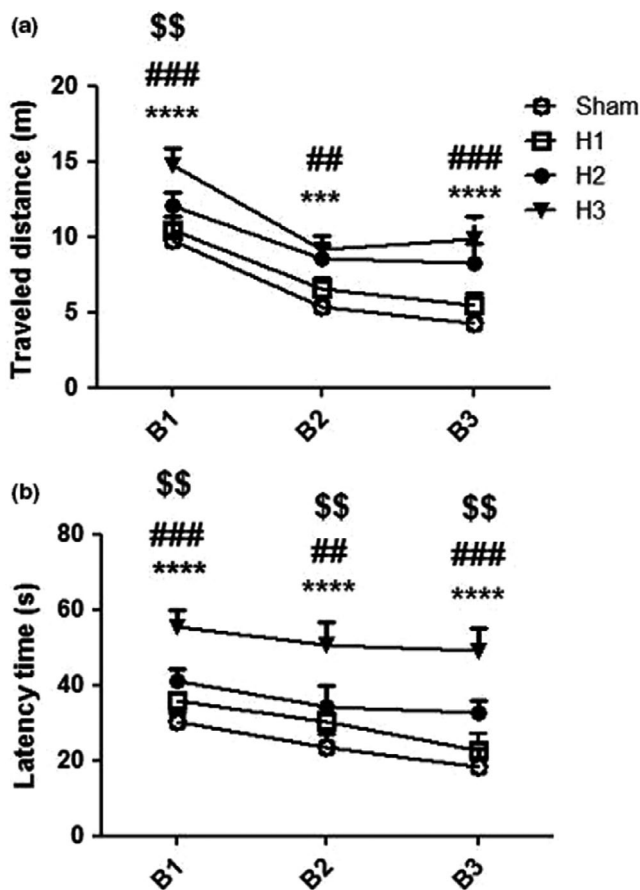 (a)
$$
###
****
##
***
###
****
Traveled distance (m)
20
15
10
5
0
B1
B2
B3
Sham
H1
H2
H3
(b)
$$
###
****
$$
##
****
$$
###
****
Latency time (s)
80
60
40
20
0
B1
B2
B3